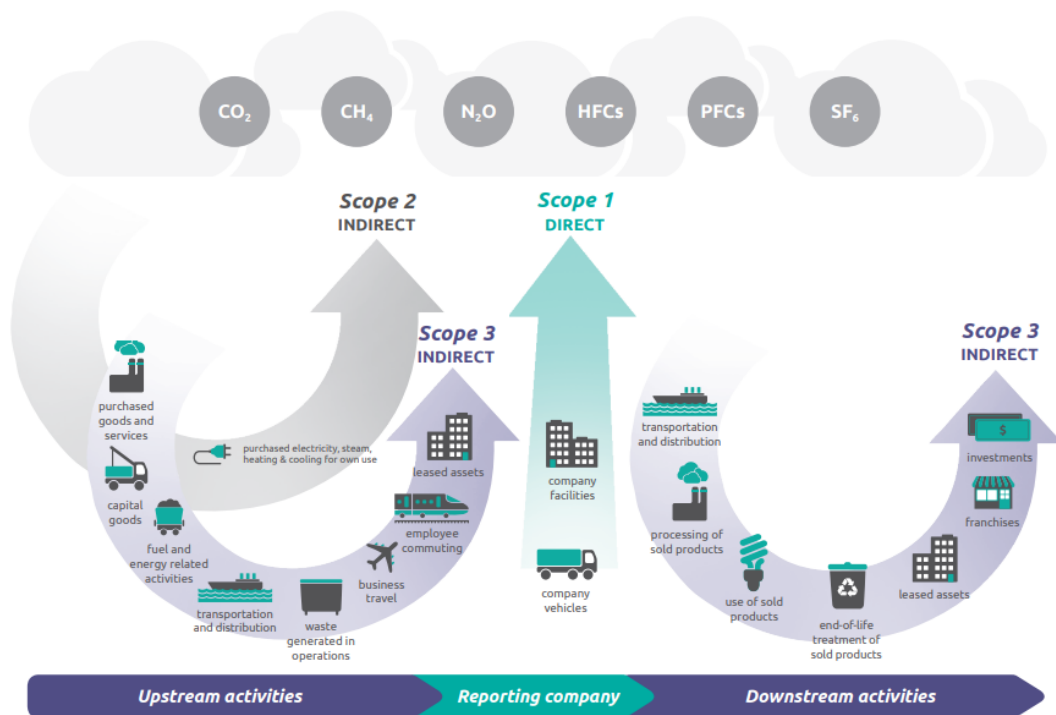 CO₂
CH₄
N₂O
HFCs
PFCs
SF₆
Scope 2
INDIRECT
Scope 1
DIRECT
Scope 3
INDIRECT
Scope 3
INDIRECT
purchased
goods and
services
capital
goods
fuel and
energy related
activities
purchased electricity, steam,
heating & cooling for own use
transportation
and distribution
waste
generated in
operations
business
travel
employee
commuting
leased assets
company
facilities
company
vehicles
transportation
and distribution
processing of
sold products
use of sold
products
end-of-life
treatment of
sold products
leased assets
franchises
$
investments
Upstream activities
Reporting company
Downstream activities